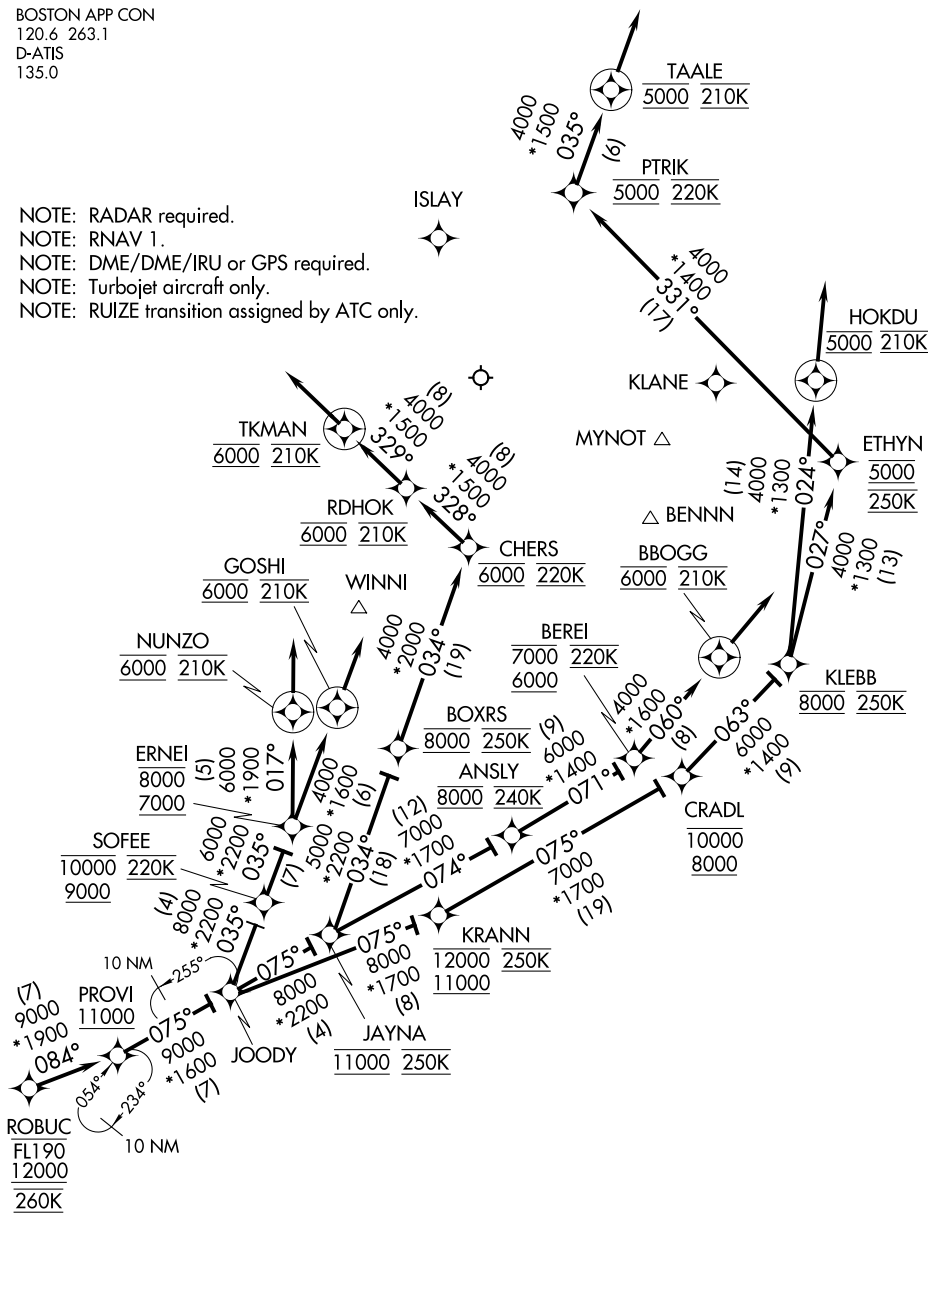 BOSTON APP CON
120.6 263.1
D-ATIS
135.0
TAALE
5000 210K
4000
*1500
035°
(6)
PTRIK
5000 220K
ISLAY
NOTE: RADAR required.
NOTE: RNAV 1.
NOTE: DME/DME/IRU or GPS required.
NOTE: Turbojet aircraft only.
NOTE: RUIZE transition assigned by ATC only.
4000
*1400
331°
(17)
HOKDU
5000 210K
KLANE
TKMAN
6000 210K
(8)
4000
*1500
329°
MYNOT
ETHYN
5000
250K
(8)
4000
*1500
328°
(14)
4000
*1300
024°
RDHOK
6000 210K
BENNN
027°
4000
*1300
(13)
CHERS
6000 220K
BBOGG
6000 210K
GOSHI
6000 210K
WINNI
NUNZO
6000 210K
4000
*2000
034°
(19)
BEREI
7000 220K
6000
KLEBB
8000 250K
4000
*1600
060°
(8)
BOXRS
8000 250K
063°
6000
*1400
(9)
ERNEI
8000
7000
(5)
6000
*1900
017°
4000
*1600
(6)
(9)
6000
*1400
071°
ANSLY
8000 240K
CRADL
10000
8000
SOFEE
10000 220K
9000
6000
*2200
035°
(7)
5000
*2200
034°
(18)
(12)
7000
*1700
074°
075°
7000
*1700
(19)
(4)
8000
*2200
035°
KRANN
12000 250K
11000
075°
8000
*1700
(8)
075°
8000
*2200
(4)
10 NM
255°
PROVI
11000
JOODY
JAYNA
11000 250K
(7)
9000
*1900
084°
075°
9000
*1600
(7)
054°
234°
10 NM
ROBUC
FL190
12000
260K